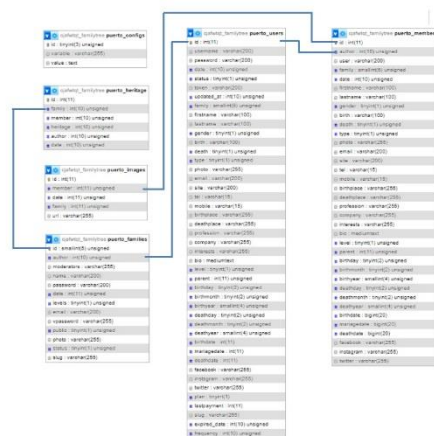 puerto_configs
id : tinyint(3) unsigned
variable : varchar(255)
value : text
puerto_heritage
id : int(11)
family : int(10) unsigned
member : int(10) unsigned
heritage : int(10) unsigned
author : int(10) unsigned
date : int(10) unsigned
puerto_images
id : int(11)
member : int(11) unsigned
date : int(11) unsigned
family : int(11) unsigned
url : varchar(255)
puerto_families
id : smallint(5) unsigned
author : int(10) unsigned
moderators : varchar(255)
name : varchar(200)
password : varchar(200)
date : int(11) unsigned
levels : tinyint(1) unsigned
email : varchar(200)
vpassword : varchar(255)
public : tinyint(1) unsigned
photo : varchar(255)
status : tinyint(1) unsigned
slug : varchar(255)
puerto_users
id : int(11)
username : varchar(200)
password : varchar(200)
date : int(10) unsigned
status : tinyint(1) unsigned
token : varchar(200)
updated_at : int(10) unsigned
family : smallint(5) unsigned
firstname : varchar(100)
lastname : varchar(100)
gender : tinyint(1) unsigned
birth : varchar(100)
death : tinyint(1) unsigned
type : tinyint(1) unsigned
photo : varchar(255)
email : varchar(200)
site : varchar(200)
tel : varchar(15)
mobile : varchar(15)
birthplace : varchar(255)
deathplace : varchar(255)
profession : varchar(255)
company : varchar(255)
interests : varchar(255)
bio : mediumtext
level : tinyint(1) unsigned
parent : int(11) unsigned
birthday : tinyint(2) unsigned
birthmonth : tinyint(2) unsigned
birthyear : smallint(4) unsigned
deathday : tinyint(2) unsigned
deathmonth : tinyint(2) unsigned
deathyear : smallint(4) unsigned
birthdate : int(11)
marigedate : int(11)
deathdate : int(11)
facebook : varchar(255)
instagram : varchar(255)
twitter : varchar(255)
plan : tinyint(1)
lastpayment : int(11)
slug : varchar(255)
expired_date : int(10) unsigned
frequency : int(10) unsigned
puerto_member
id : int(11)
author : int(10) unsigned
user : varchar(200)
family : smallint(5) unsigned
date : int(10) unsigned
firstname : varchar(100)
lastname : varchar(100)
gender : tinyint(1) unsigned
birth : varchar(100)
death : tinyint(1) unsigned
type : tinyint(1) unsigned
photo : varchar(255)
email : varchar(200)
site : varchar(200)
tel : varchar(15)
mobile : varchar(15)
birthplace : varchar(255)
deathplace : varchar(255)
profession : varchar(255)
company : varchar(255)
interests : varchar(255)
bio : mediumtext
level : tinyint(1) unsigned
parent : int(11) unsigned
birthday : tinyint(2) unsigned
birthmonth : tinyint(2) unsigned
birthyear : smallint(4) unsigned
deathday : tinyint(2) unsigned
deathmonth : tinyint(2) unsigned
deathyear : smallint(4) unsigned
birthdate : bigint(20)
marigedate : bigint(20)
deathdate : bigint(20)
facebook : varchar(255)
instagram : varchar(255)
twitter : varchar(255)